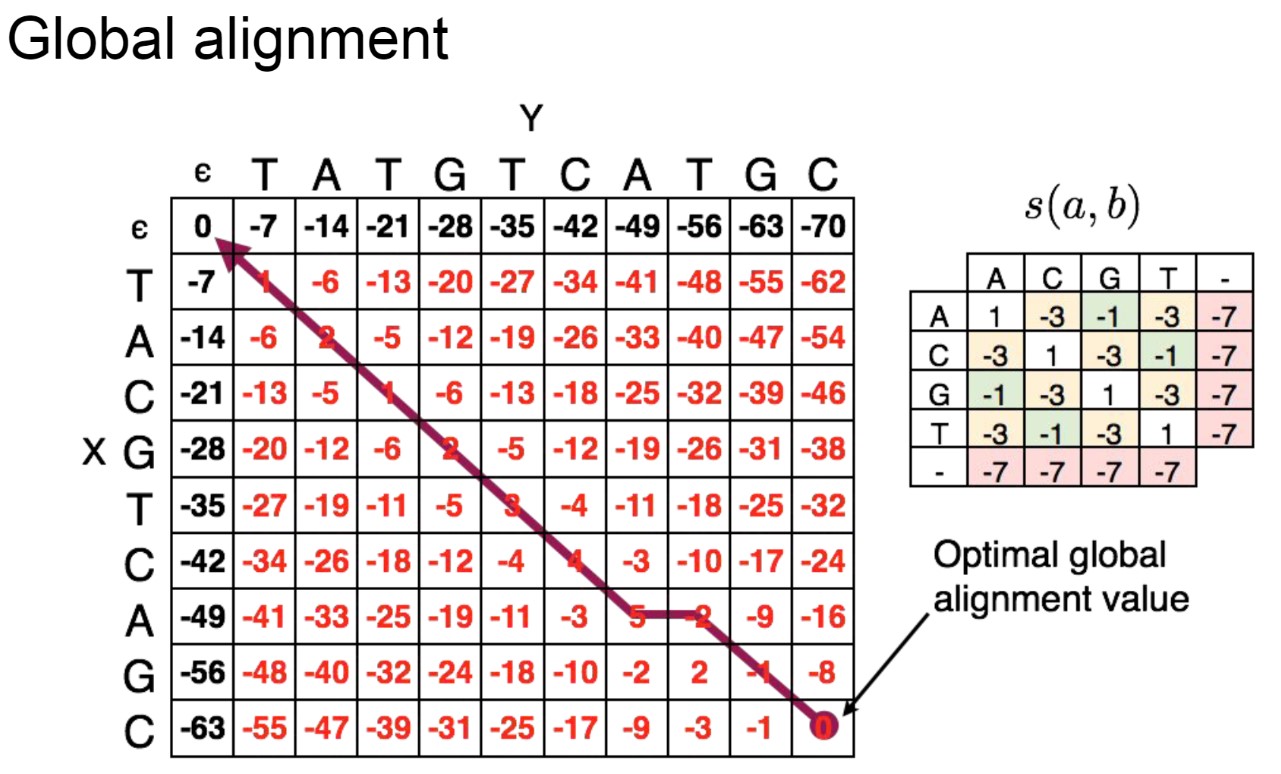 Global alignment
Y
ϵ T A T G T C A T G C
ϵ 0 -7 -14 -21 -28 -35 -42 -49 -56 -63 -70
T -7 1 -6 -13 -20 -27 -34 -41 -48 -55 -62
A -14 -6 2 -5 -12 -19 -26 -33 -40 -47 -54
C -21 -13 -5 1 -6 -13 -18 -25 -32 -39 -46
X G -28 -20 -12 -6 2 -5 -12 -19 -26 -31 -38
T -35 -27 -19 -11 -5 3 -4 -11 -18 -25 -32
C -42 -34 -26 -18 -12 -4 4 -3 -10 -17 -24
A -49 -41 -33 -25 -19 -11 -3 5 -2 -9 -16
G -56 -48 -40 -32 -24 -18 -10 -2 2 -1 -8
C -63 -55 -47 -39 -31 -25 -17 -9 -3 -1 0
s(a, b)
A C G T -
A 1 -3 -1 -3 -7
C -3 1 -3 -1 -7
G -1 -3 1 -3 -7
T -3 -1 -3 1 -7
- -7 -7 -7 -7
Optimal global
alignment value